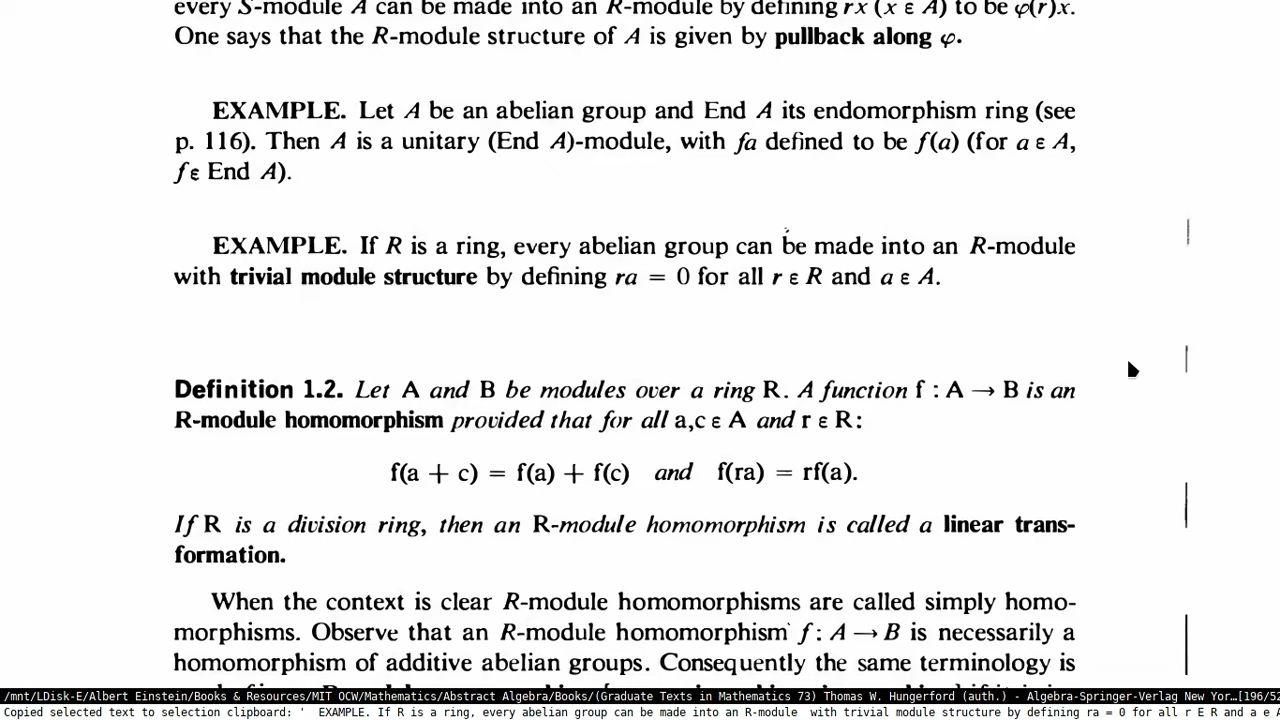 every S-module A can be made into an R-module by defining rx (x ε A) to be φ(r)x.
One says that the R-module structure of A is given by pullback along φ.
EXAMPLE. Let A be an abelian group and End A its endomorphism ring (see
p. 116). Then A is a unitary (End A)-module, with fa defined to be f(a) (for a ε A,
f ε End A).
EXAMPLE. If R is a ring, every abelian group can be made into an R-module
with trivial module structure by defining ra = 0 for all r ε R and a ε A.
Definition 1.2. Let A and B be modules over a ring R. A function f : A → B is an
R-module homomorphism provided that for all a,c ε A and r ε R:
f(a + c) = f(a) + f(c) and f(ra) = rf(a).
If R is a division ring, then an R-module homomorphism is called a linear trans-
formation.
When the context is clear R-module homomorphisms are called simply homo-
morphisms. Observe that an R-module homomorphism f : A → B is necessarily a
homomorphism of additive abelian groups. Consequently the same terminology is
/mnt/LDisk-E/Albert Einstein/Books & Resources/MIT OCW/Mathematics/Abstract Algebra/Books/(Graduate Texts in Mathematics 73) Thomas W. Hungerford (auth.) - Algebra-Springer-Verlag New Yor…[196/52
Copied selected text to selection clipboard: ' EXAMPLE. If R is a ring, every abelian group can be made into an R-module with trivial module structure by defining ra = 0 for all r E R and a e A